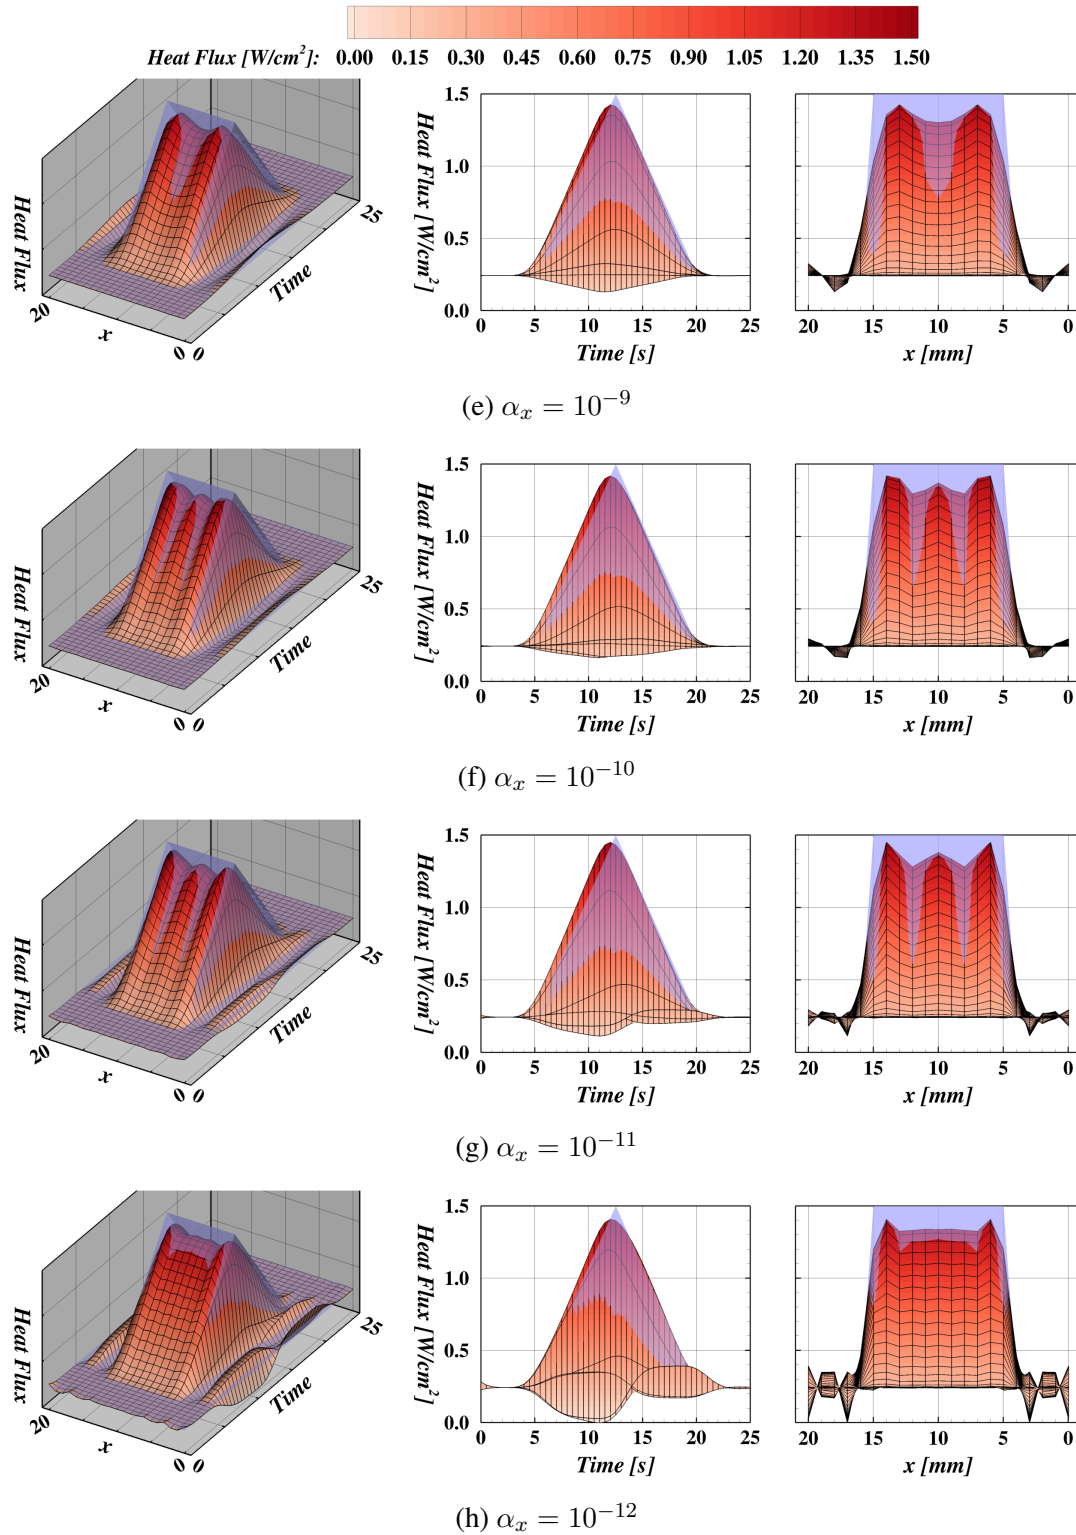 Heat Flux [W/cm²]: 0.00 0.15 0.30 0.45 0.60 0.75 0.90 1.05 1.20 1.35 1.50
Heat Flux
20
x
0
0
Time
25
Heat Flux [W/cm²]
1.5
1.0
0.5
0.0
0 5 10 15 20 25
Time [s]
20 15 10 5 0
x [mm]
(e) αₓ = 10⁻⁹
Heat Flux
20
x
0
0
Time
25
Heat Flux [W/cm²]
1.5
1.0
0.5
0.0
0 5 10 15 20 25
Time [s]
20 15 10 5 0
x [mm]
(f) αₓ = 10⁻¹⁰
Heat Flux
20
x
0
0
Time
25
Heat Flux [W/cm²]
1.5
1.0
0.5
0.0
0 5 10 15 20 25
Time [s]
20 15 10 5 0
x [mm]
(g) αₓ = 10⁻¹¹
Heat Flux
20
x
0
0
Time
25
Heat Flux [W/cm²]
1.5
1.0
0.5
0.0
0 5 10 15 20 25
Time [s]
20 15 10 5 0
x [mm]
(h) αₓ = 10⁻¹²